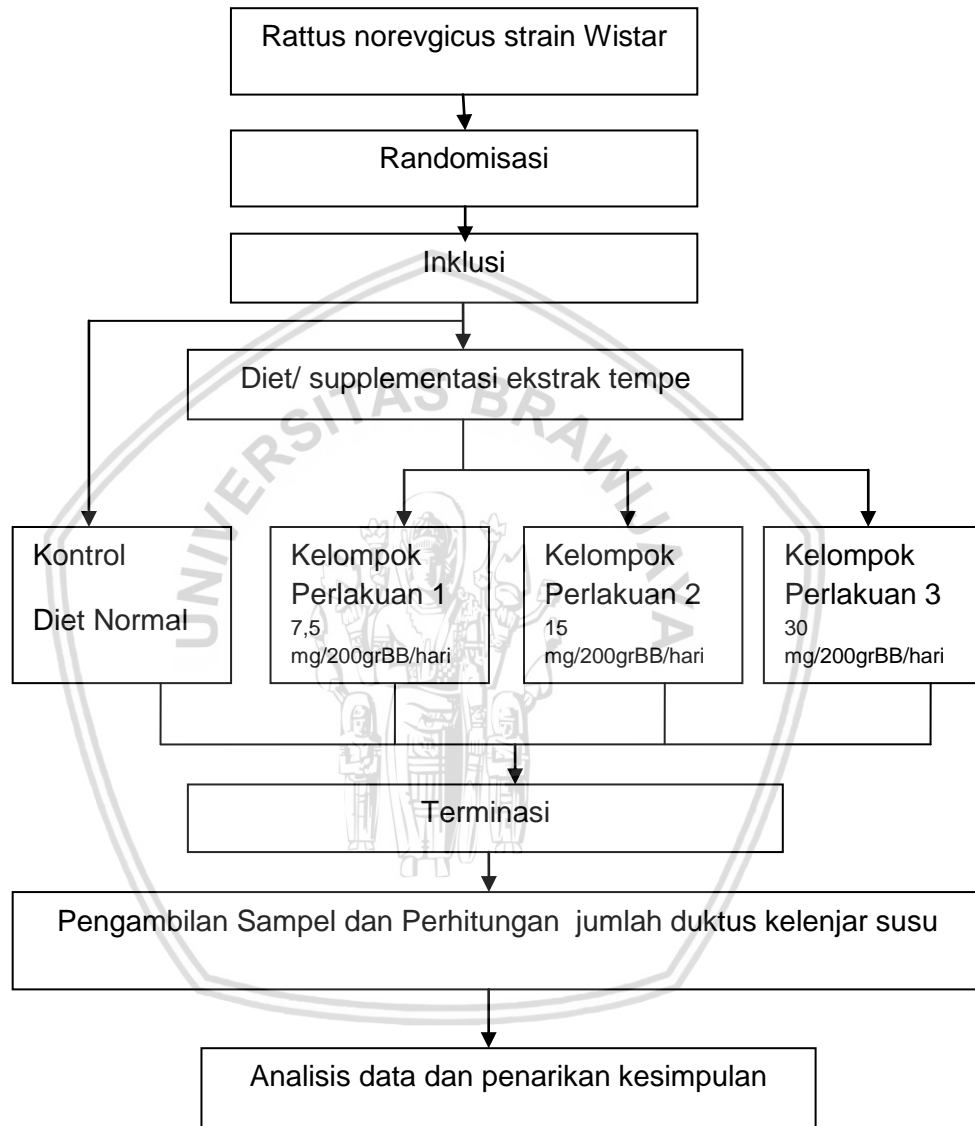 Rattus norevgicus strain Wistar
Randomisasi
Inklusi
Diet/ supplementasi ekstrak tempe
UNIVERSITAS BRAWIJAYA
Kontrol
Diet Normal
Kelompok
Perlakuan 1
7,5
mg/200grBB/hari
Kelompok
Perlakuan 2
15
mg/200grBB/hari
Kelompok
Perlakuan 3
30
mg/200grBB/hari
Terminasi
Pengambilan Sampel dan Perhitungan jumlah duktus kelenjar susu
Analisis data dan penarikan kesimpulan